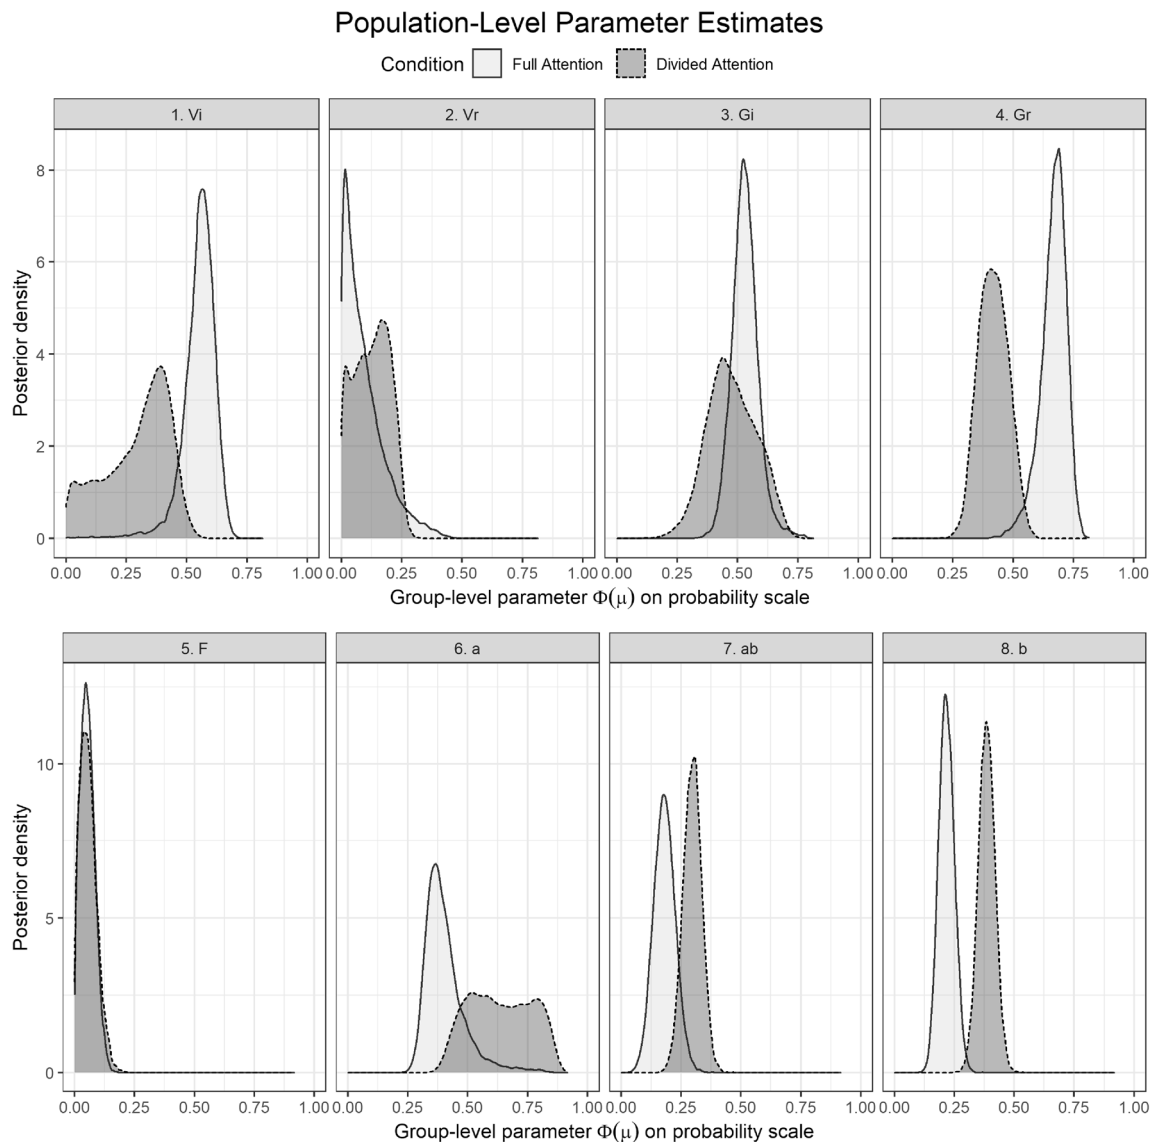 Population-Level Parameter Estimates
Condition Full Attention Divided Attention
1. Vi 2. Vr 3. Gi 4. Gr
Posterior density
8
6
4
2
0
0.00 0.25 0.50 0.75 1.00 0.00 0.25 0.50 0.75 1.00 0.00 0.25 0.50 0.75 1.00 0.00 0.25 0.50 0.75 1.00
Group-level parameter Φ(μ) on probability scale
5. F 6. a 7. ab 8. b
Posterior density
10
5
0
0.00 0.25 0.50 0.75 1.00 0.00 0.25 0.50 0.75 1.00 0.00 0.25 0.50 0.75 1.00 0.00 0.25 0.50 0.75 1.00
Group-level parameter Φ(μ) on probability scale